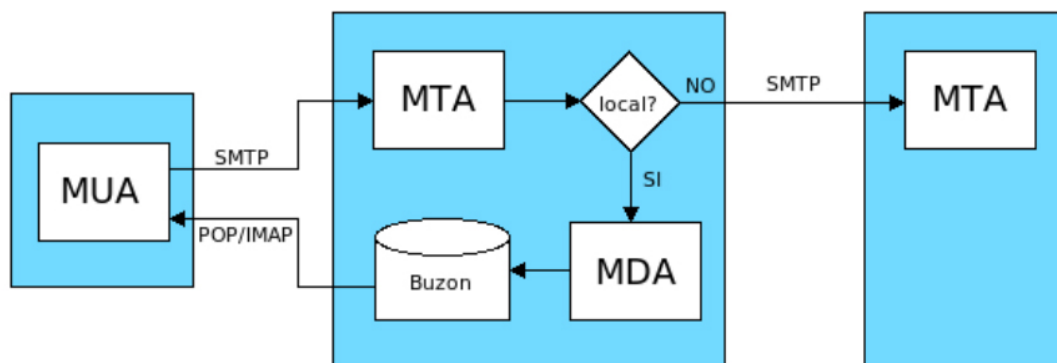 MTA
local?
NO
SMTP
MTA
MUA
SMTP
SI
POP/IMAP
Buzon
MDA